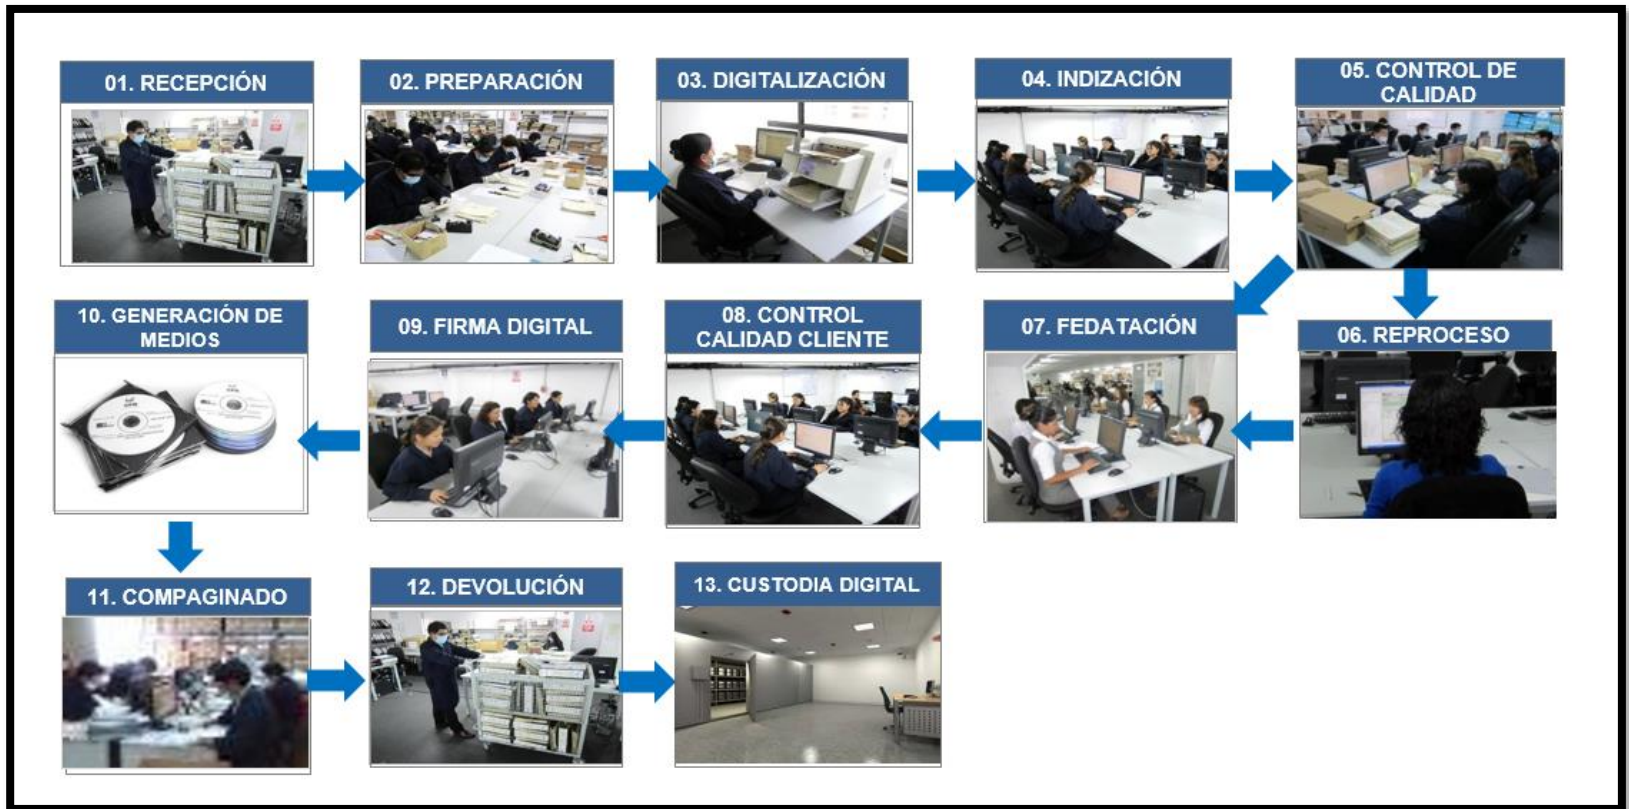 01. RECEPCIÓN
02. PREPARACIÓN
03. DIGITALIZACIÓN
04. INDIZACIÓN
05. CONTROL DE
CALIDAD
10. GENERACIÓN DE
MEDIOS
09. FIRMA DIGITAL
08. CONTROL
CALIDAD CLIENTE
07. FEDATACIÓN
06. REPROCESO
11. COMPAGINADO
12. DEVOLUCIÓN
13. CUSTODIA DIGITAL